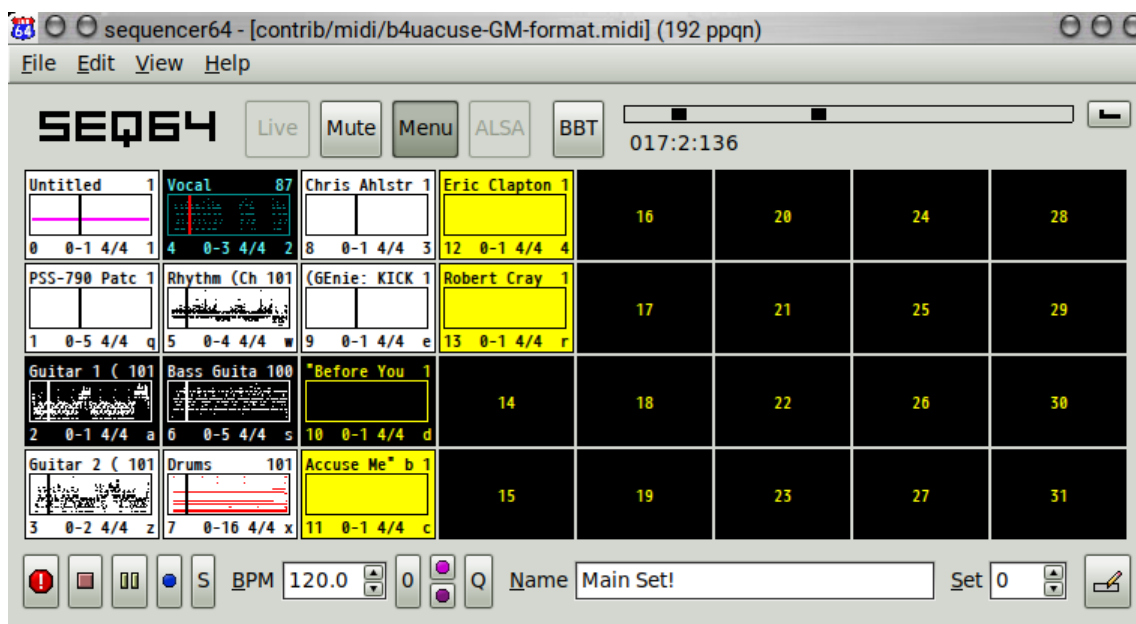 sequencer64 - [contrib/midi/b4uacuse-GM-format.midi] (192 ppqn)
File Edit View Help
SEQ64 Live Mute Menu ALSA BBT
017:2:136
Untitled 1 Vocal 87 Chris Ahlstr 1 Eric Clapton 1
16 20 24 28
0 0-1 4/4 1 4 0-3 4/4 2 8 0-1 4/4 3 12 0-1 4/4 4
PSS-790 Patc 1 Rhythm (Ch 101 (GEnie: KICK 1 Robert Cray 1
17 21 25 29
1 0-5 4/4 q 5 0-4 4/4 w 9 0-1 4/4 e 13 0-1 4/4 r
Guitar 1 ( 101 Bass Guita 100 "Before You 1
14 18 22 26 30
2 0-1 4/4 a 6 0-5 4/4 s 10 0-1 4/4 d
Guitar 2 ( 101 Drums 101 Accuse Me" b 1
15 19 23 27 31
3 0-2 4/4 z 7 0-16 4/4 x 11 0-1 4/4 c
S BPM 120.0 0 Q Name Main Set! Set 0